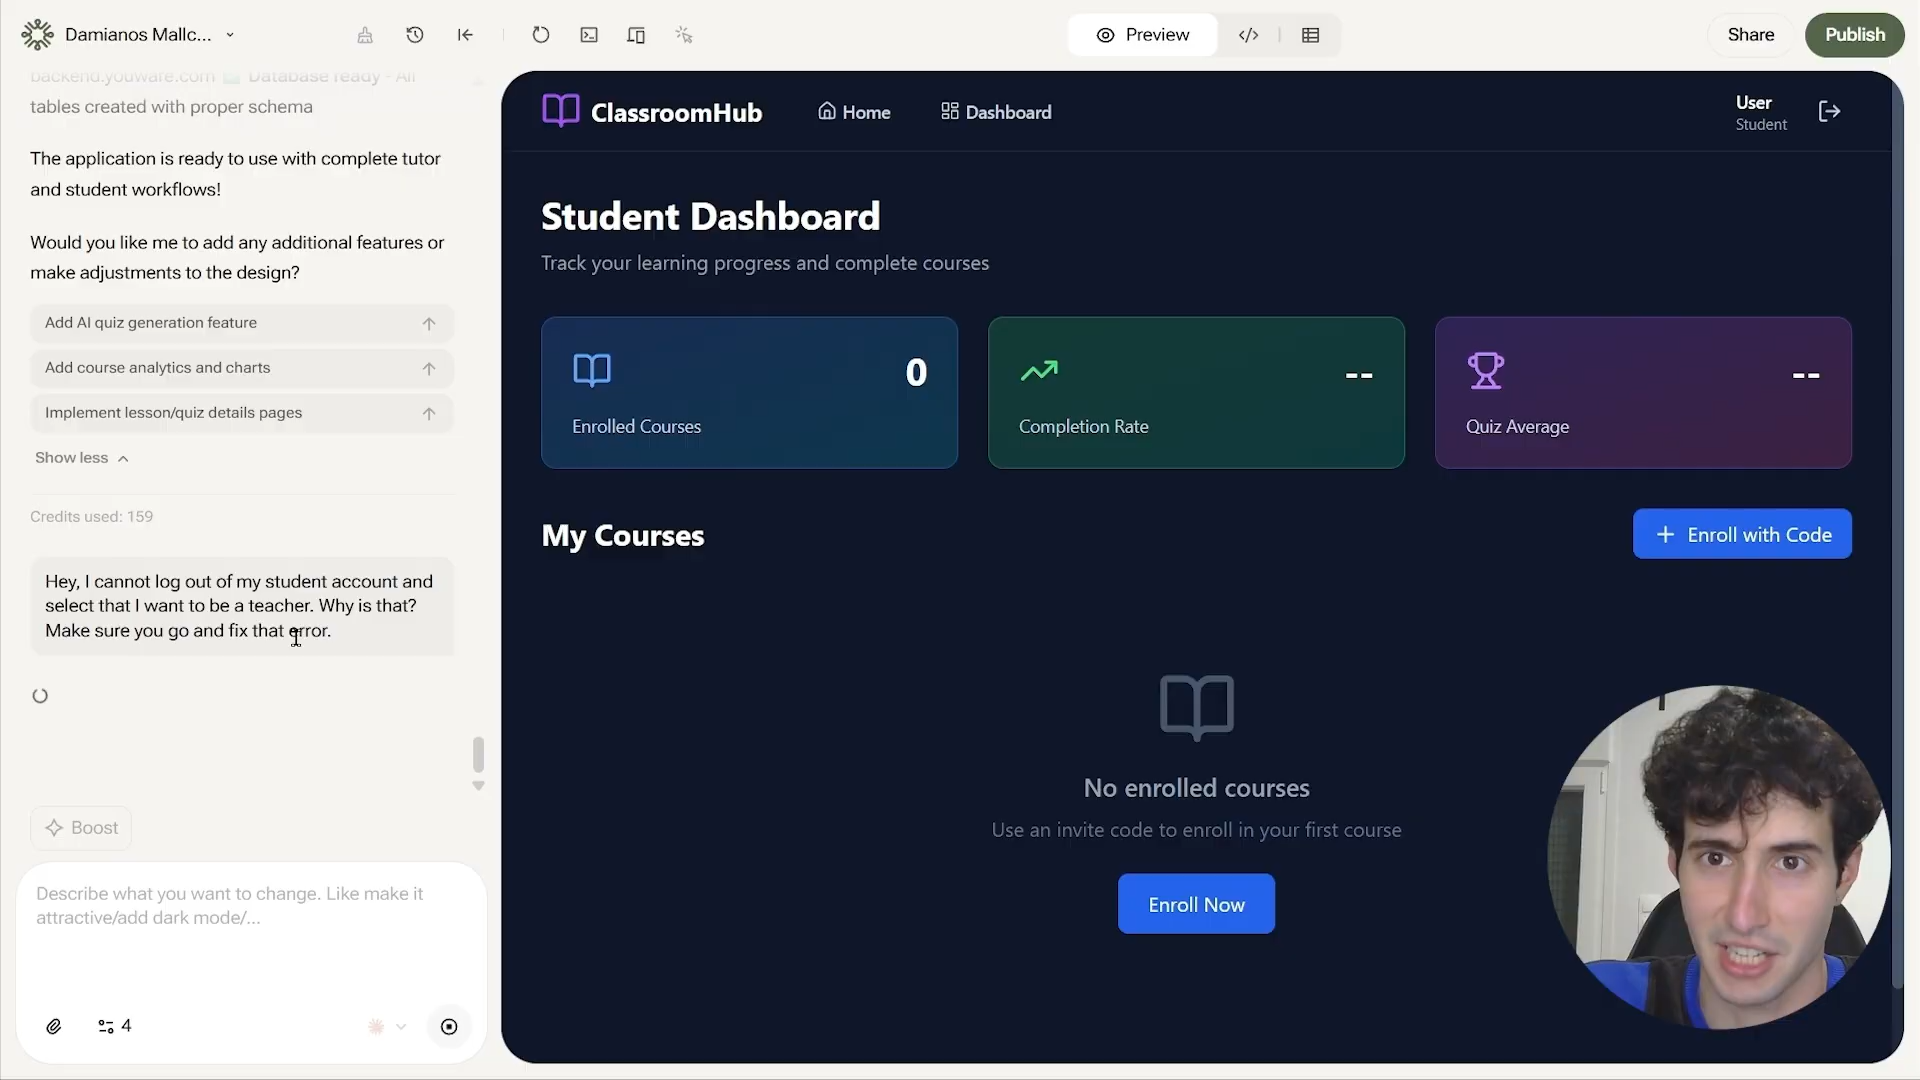 Damianos Mallc...
Preview
Share
Publish
backend.youware.com Database ready - All
tables created with proper schema
The application is ready to use with complete tutor
and student workflows!
Would you like me to add any additional features or
make adjustments to the design?
Add AI quiz generation feature
Add course analytics and charts
Implement lesson/quiz details pages
Show less
Credits used: 159
Hey, I cannot log out of my student account and
select that I want to be a teacher. Why is that?
Make sure you go and fix that error.
Boost
Describe what you want to change. Like make it
attractive/add dark mode/...
4
ClassroomHub
Home
Dashboard
User
Student
Student Dashboard
Track your learning progress and complete courses
0
Enrolled Courses
--
Completion Rate
--
Quiz Average
My Courses
+ Enroll with Code
No enrolled courses
Use an invite code to enroll in your first course
Enroll Now